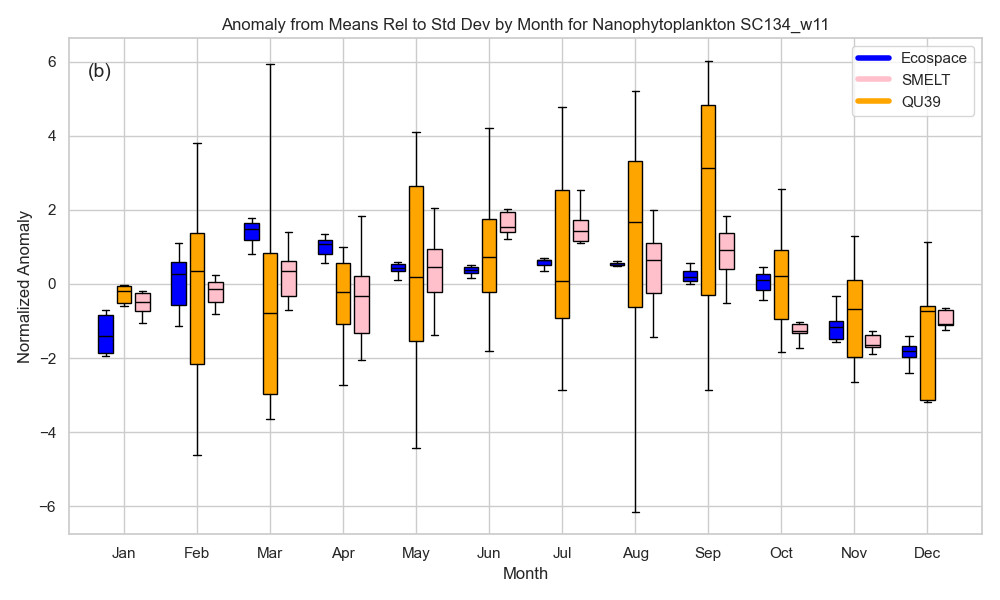 Anomaly from Means Rel to Std Dev by Month for Nanophytoplankton SC134_w11
(b)
Ecospace
SMELT
QU39
Normalized Anomaly
6
4
2
0
−2
−4
−6
Jan Feb Mar Apr May Jun Jul Aug Sep Oct Nov Dec
Month